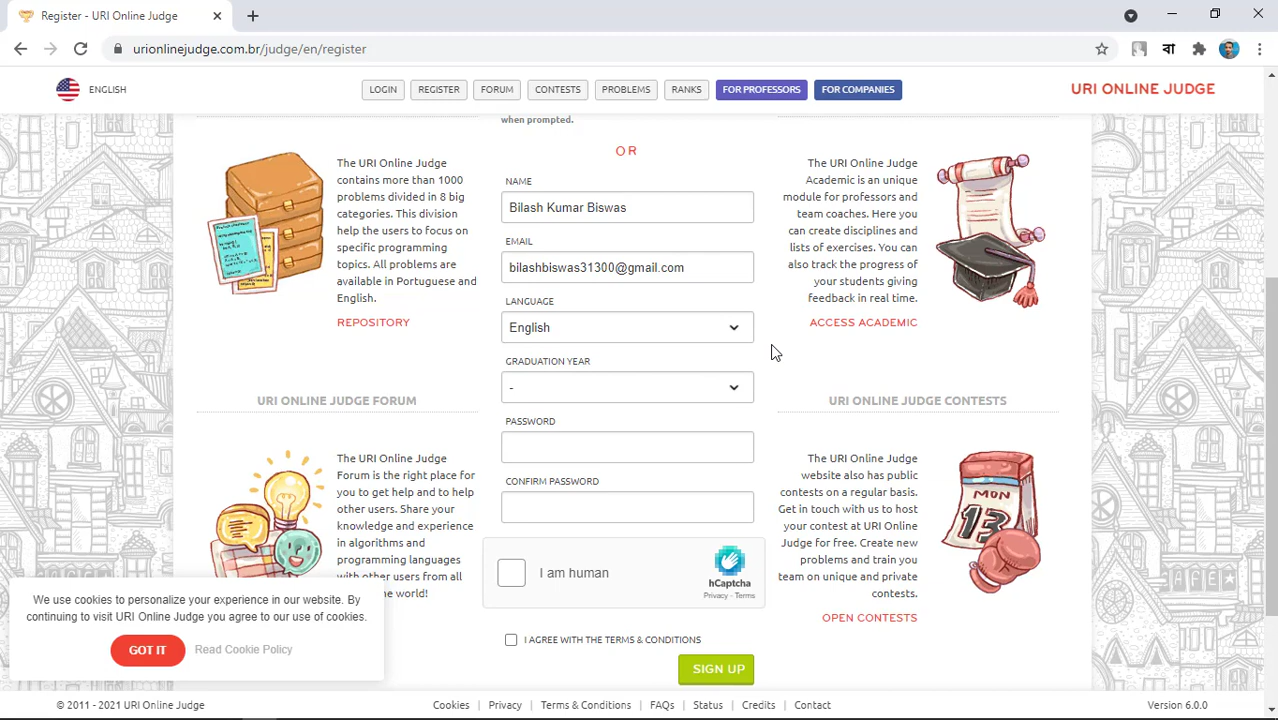 Register - URI Online Judge
urionlinejudge.com.br/judge/en/register
বা
ENGLISH
LOGIN
REGISTER
FORUM
CONTESTS
PROBLEMS
RANKS
FOR PROFESSORS
FOR COMPANIES
URI ONLINE JUDGE
when prompted.
OR
The URI Online Judge
contains more than 1000
problems divided in 8 big
categories. This division
help the users to focus on
specific programming
topics. All problems are
available in Portuguese and
English.
REPOSITORY
NAME
Bilash Kumar Biswas
EMAIL
bilashbiswas31300@gmail.com
LANGUAGE
English
GRADUATION YEAR
-
PASSWORD
CONFIRM PASSWORD
I am human
hCaptcha
Privacy - Terms
I AGREE WITH THE TERMS & CONDITIONS
SIGN UP
The URI Online Judge
Academic is an unique
module for professors and
team coaches. Here you
can create disciplines and
lists of exercises. You can
also track the progress of
your students giving
feedback in real time.
ACCESS ACADEMIC
URI ONLINE JUDGE FORUM
The URI Online Judge
Forum is the right place for
you to get help and to help
other users. Share your
knowledge and experience
in algorithms and
programming languages
with other users from all
the world!
URI ONLINE JUDGE CONTESTS
The URI Online Judge
website also has public
contests on a regular basis.
Get in touch with us to host
your contest at URI Online
Judge for free. Create new
problems and train you
team on unique and private
contests.
OPEN CONTESTS
MON
13
We use cookies to personalize your experience in our website. By
continuing to visit URI Online Judge you agree to our use of cookies.
GOT IT
Read Cookie Policy
© 2011 - 2021 URI Online Judge
Cookies | Privacy | Terms & Conditions | FAQs | Status | Credits | Contact
Version 6.0.0